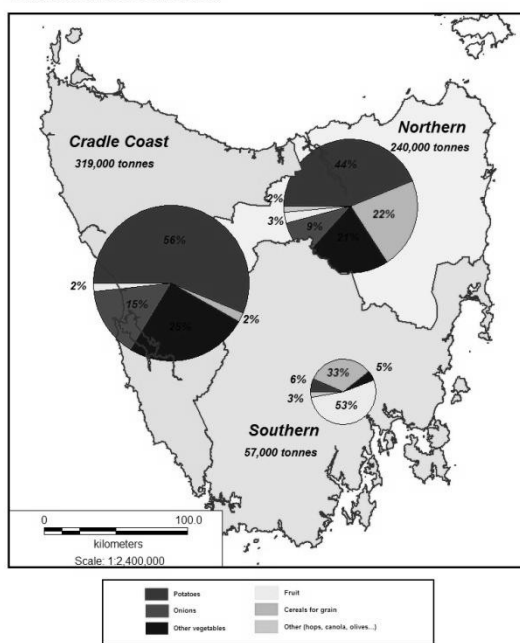 Cradle Coast
319,000 tonnes
Northern
240,000 tonnes
44%
2%
3%
22%
9%
21%
56%
2%
2%
15%
25%
33%
5%
6%
3%
53%
Southern
57,000 tonnes
0 100.0
kilometers
Scale: 1:2,400,000
Potatoes
Fruit
Onions
Cereals for grain
Other vegetables
Other (hops, canola, olives...)